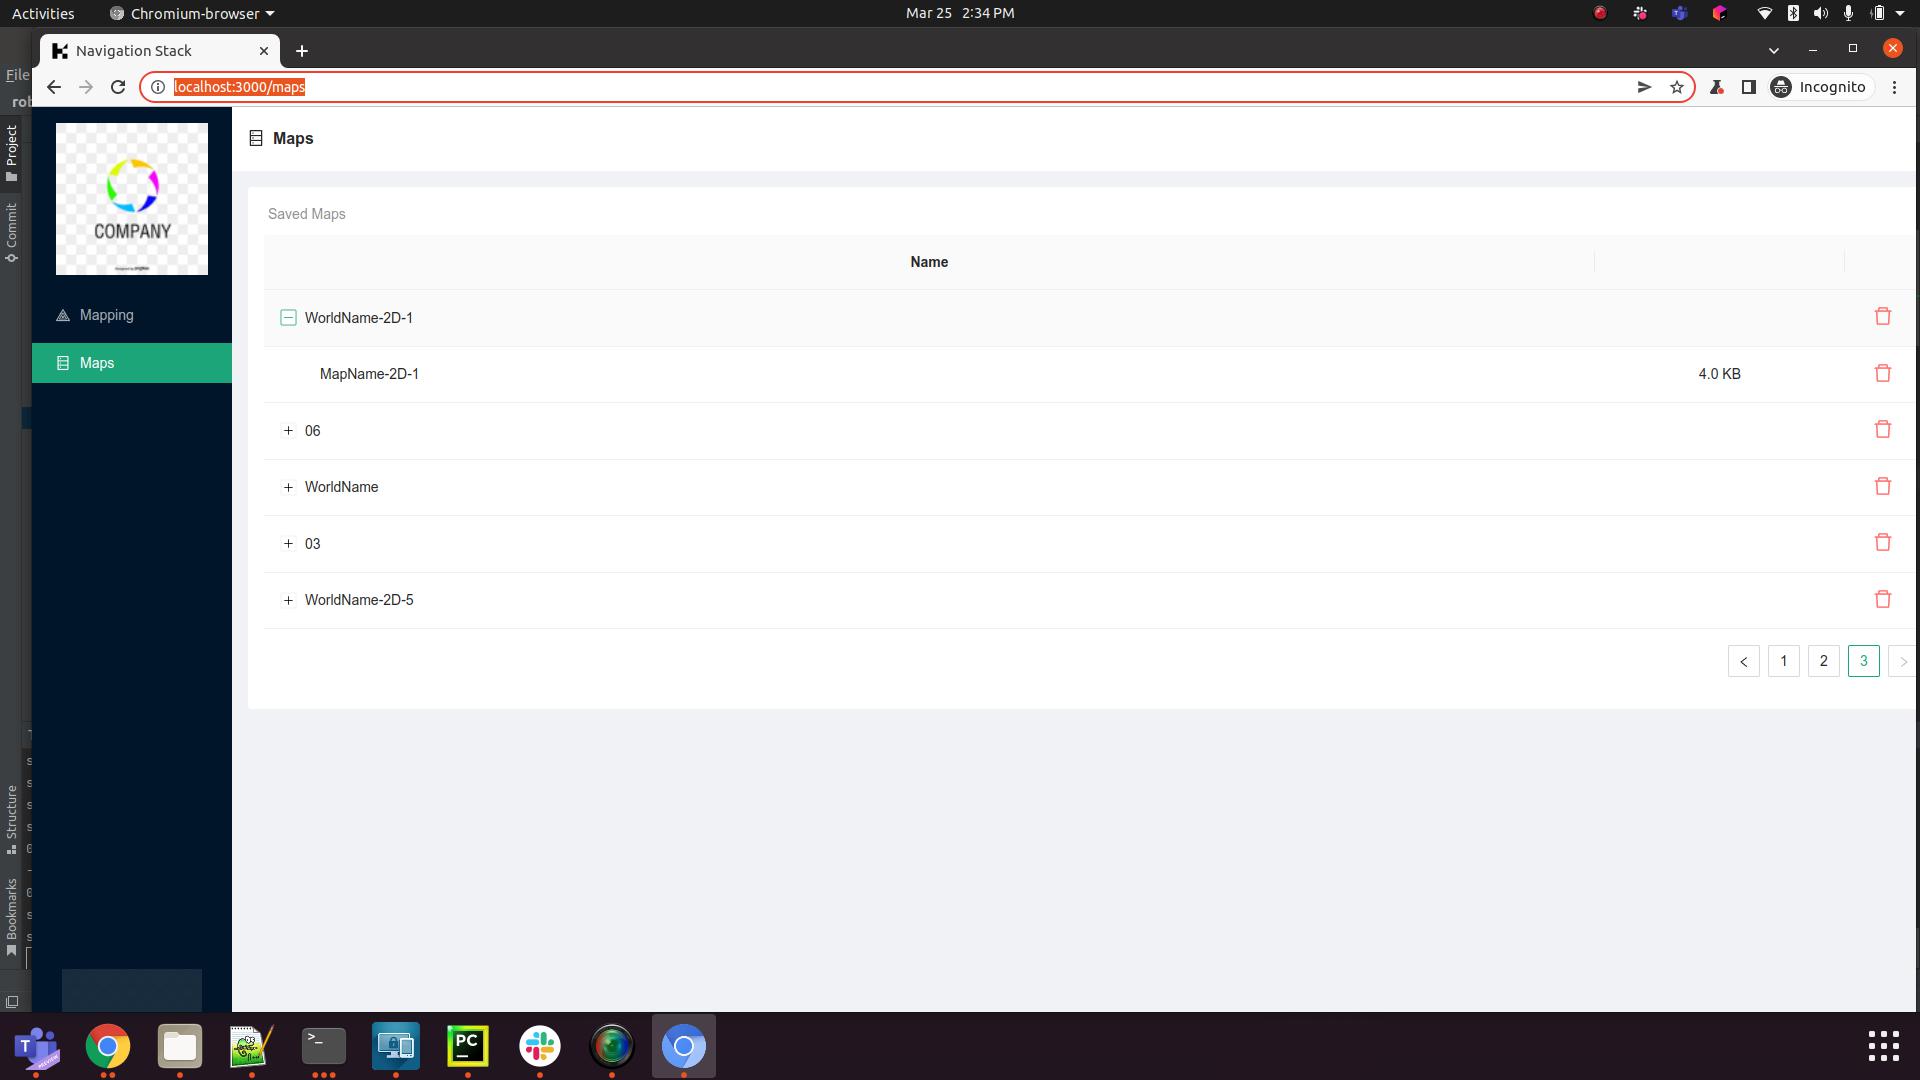 Activities
Chromium-browser
Mar 25 2:34 PM
Navigation Stack
File
localhost:3000/maps
Incognito
rob
Project
Commit
COMPANY
Maps
Saved Maps
Name
Mapping
WorldName-2D-1
Maps
MapName-2D-1
4.0 KB
06
WorldName
03
WorldName-2D-5
1
2
3
Structure
Bookmarks
T
>_
PC